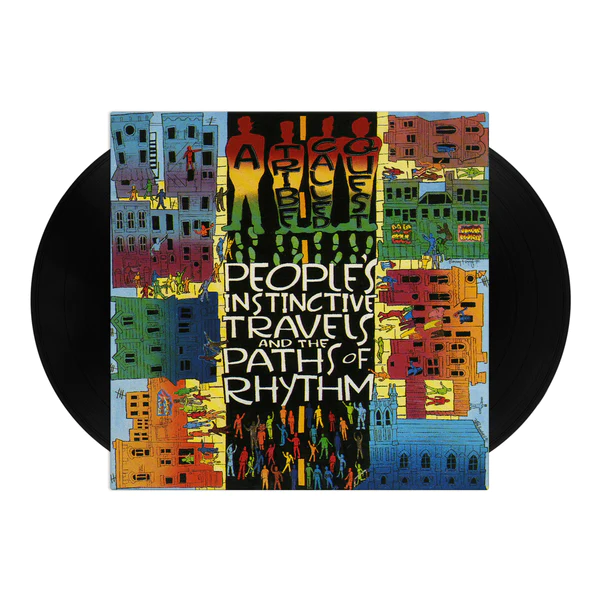 A TRIBE CALLED QUEST
PEOPLE'S
INSTINCTIVE
TRAVELS
AND THE
PATHS OF
RHYTHM